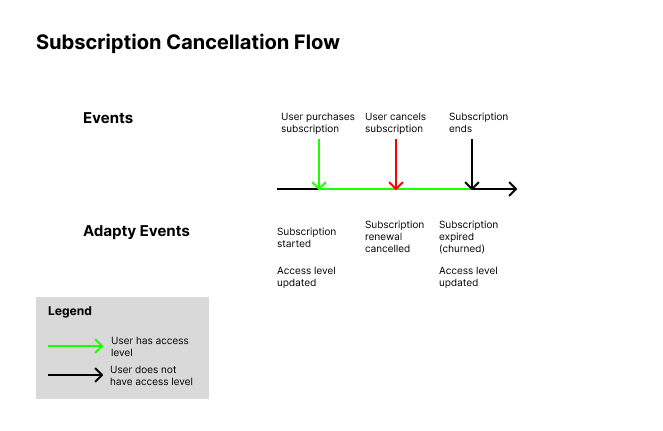 Subscription Cancellation Flow
Events
User purchases
subscription
User cancels
subscription
Subscription
ends
Adapty Events
Subscription
started
Access level
updated
Subscription
renewal
cancelled
Subscription
expired
(churned)
Access level
updated
Legend
User has access
level
User does not
have access level